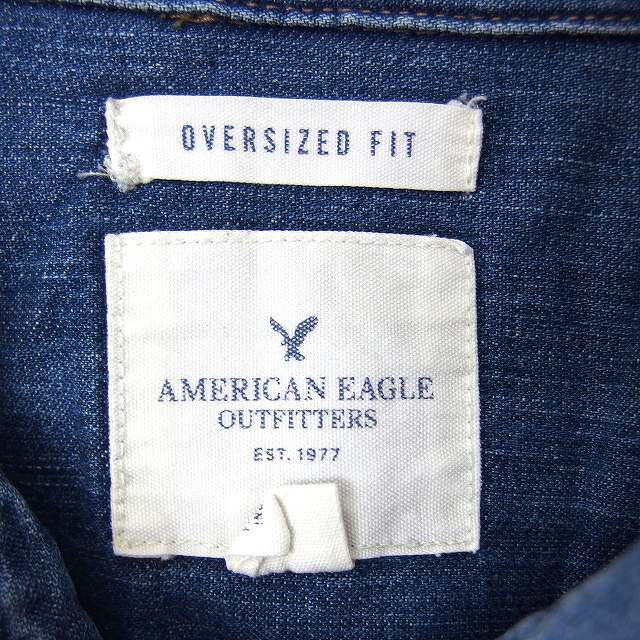 OVERSIZED FIT
AMERICAN EAGLE
OUTFITTERS
EST. 1977